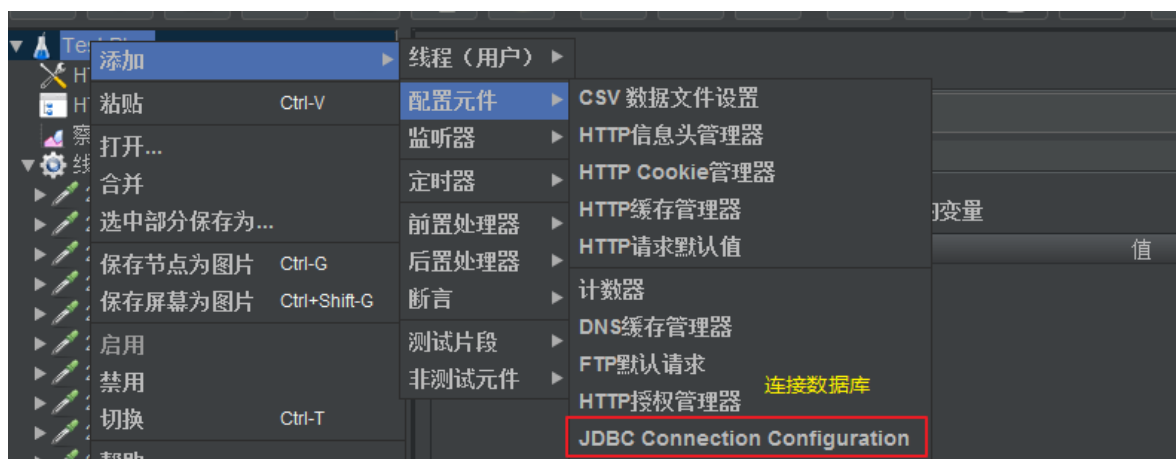 添加
粘贴 Ctrl-V
打开...
合并
选中部分保存为...
保存节点为图片 Ctrl-G
保存屏幕为图片 Ctrl+Shift-G
启用
禁用
切换 Ctrl-T
线程（用户）
配置元件
监听器
定时器
前置处理器
后置处理器
断言
测试片段
非测试元件
CSV 数据文件设置
HTTP信息头管理器
HTTP Cookie管理器
HTTP缓存管理器
HTTP请求默认值
计数器
DNS缓存管理器
FTP默认请求
HTTP授权管理器
连接数据库
JDBC Connection Configuration
变量
值